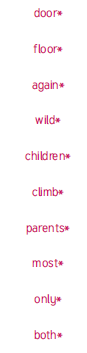 door*
floor*
again*
wild*
children*
climb*
parents*
most*
only*
both*